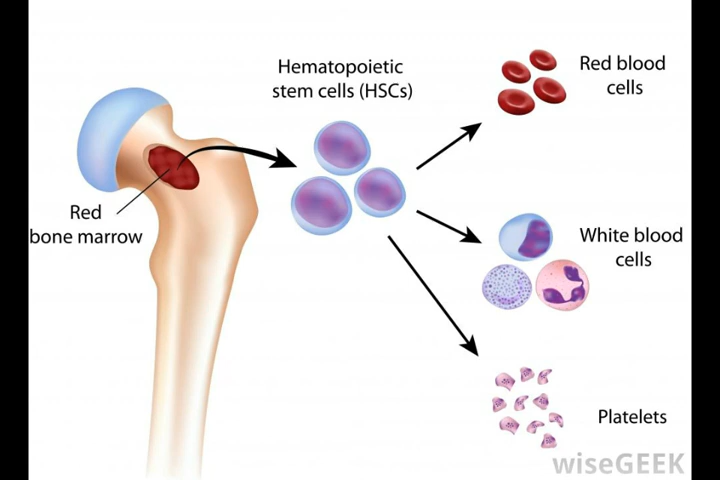 Hematopoietic
stem cells (HSCs)
Red blood
cells
Red
bone marrow
White blood
cells
Platelets
wiseGEEK